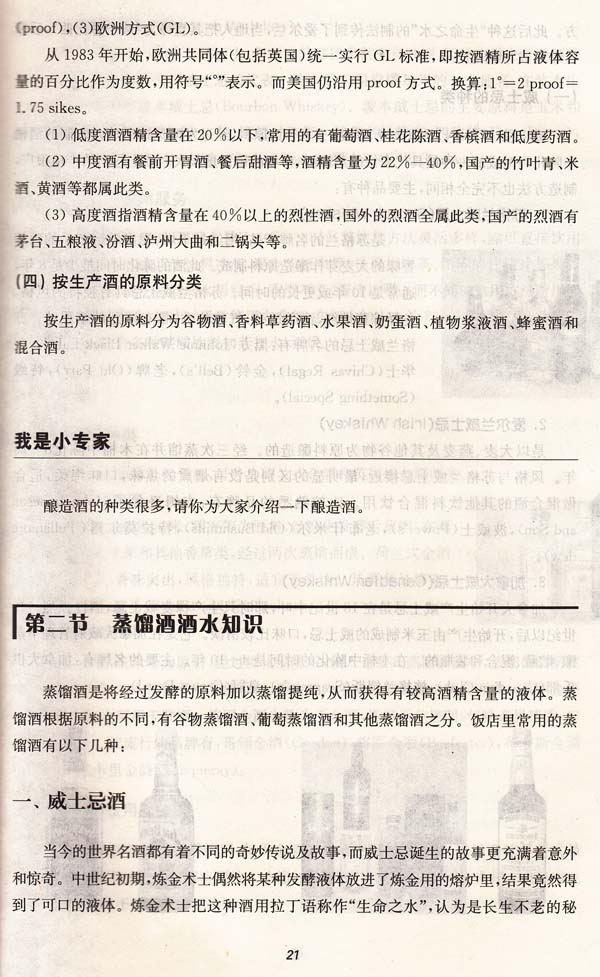 (proof),(3)欧洲方式(GL)。
从 1983 年开始,欧洲共同体(包括英国)统一实行 GL 标准,即按酒精所占液体容
量的百分比作为度数,用符号“°”表示。而美国仍沿用 proof 方式。换算:1°=2 proof=
1.75 sikes。
(1) 低度酒酒精含量在20%以下,常用的有葡萄酒、桂花陈酒、香槟酒和低度药酒。
(2) 中度酒有餐前开胃酒、餐后甜酒等,酒精含量为 22%—40%,国产的竹叶青、米
酒、黄酒等都属此类。
(3) 高度酒指酒精含量在 40%以上的烈性酒,国外的烈酒全属此类,国产的烈酒有
茅台、五粮液、汾酒、泸州大曲和二锅头等。
(四) 按生产酒的原料分类
按生产酒的原料分为谷物酒、香料草药酒、水果酒、奶蛋酒、植物浆液酒、蜂蜜酒和
混合酒。
我是小专家
酿造酒的种类很多,请你为大家介绍一下酿造酒。
第二节 蒸馏酒酒水知识
蒸馏酒是将经过发酵的原料加以蒸馏提纯,从而获得有较高酒精含量的液体。蒸
馏酒根据原料的不同,有谷物蒸馏酒、葡萄蒸馏酒和其他蒸馏酒之分。饭店里常用的蒸
馏酒有以下几种:
一、威士忌酒
当今的世界名酒都有着不同的奇妙传说及故事,而威士忌诞生的故事更充满着意外
和惊奇。中世纪初期,炼金术士偶然将某种发酵液体放进了炼金用的熔炉里,结果竟然得
到了可口的液体。炼金术士把这种酒用拉丁语称作“生命之水”,认为是长生不老的秘
21